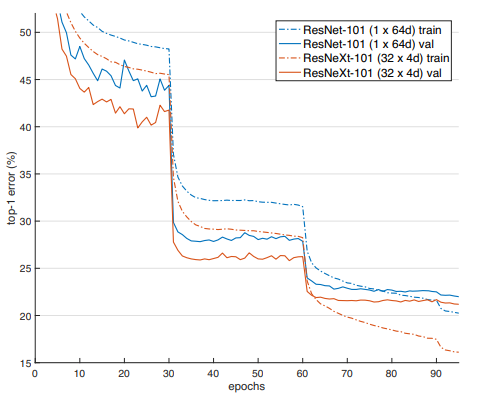 ResNet-101 (1 x 64d) train
ResNet-101 (1 x 64d) val
ResNeXt-101 (32 x 4d) train
ResNeXt-101 (32 x 4d) val
top-1 error (%)
50
45
40
35
30
25
20
15
0 10 20 30 40 50 60 70 80 90
epochs